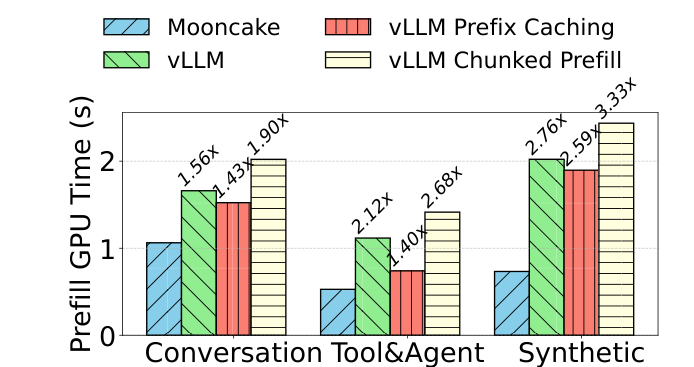 Mooncake
vLLM Prefix Caching
vLLM
vLLM Chunked Prefill
Prefill GPU Time (s)
2
1
0
1.56x
1.43x
1.90x
2.12x
1.40x
2.68x
2.76x
2.59x
3.33x
Conversation
Tool&Agent
Synthetic